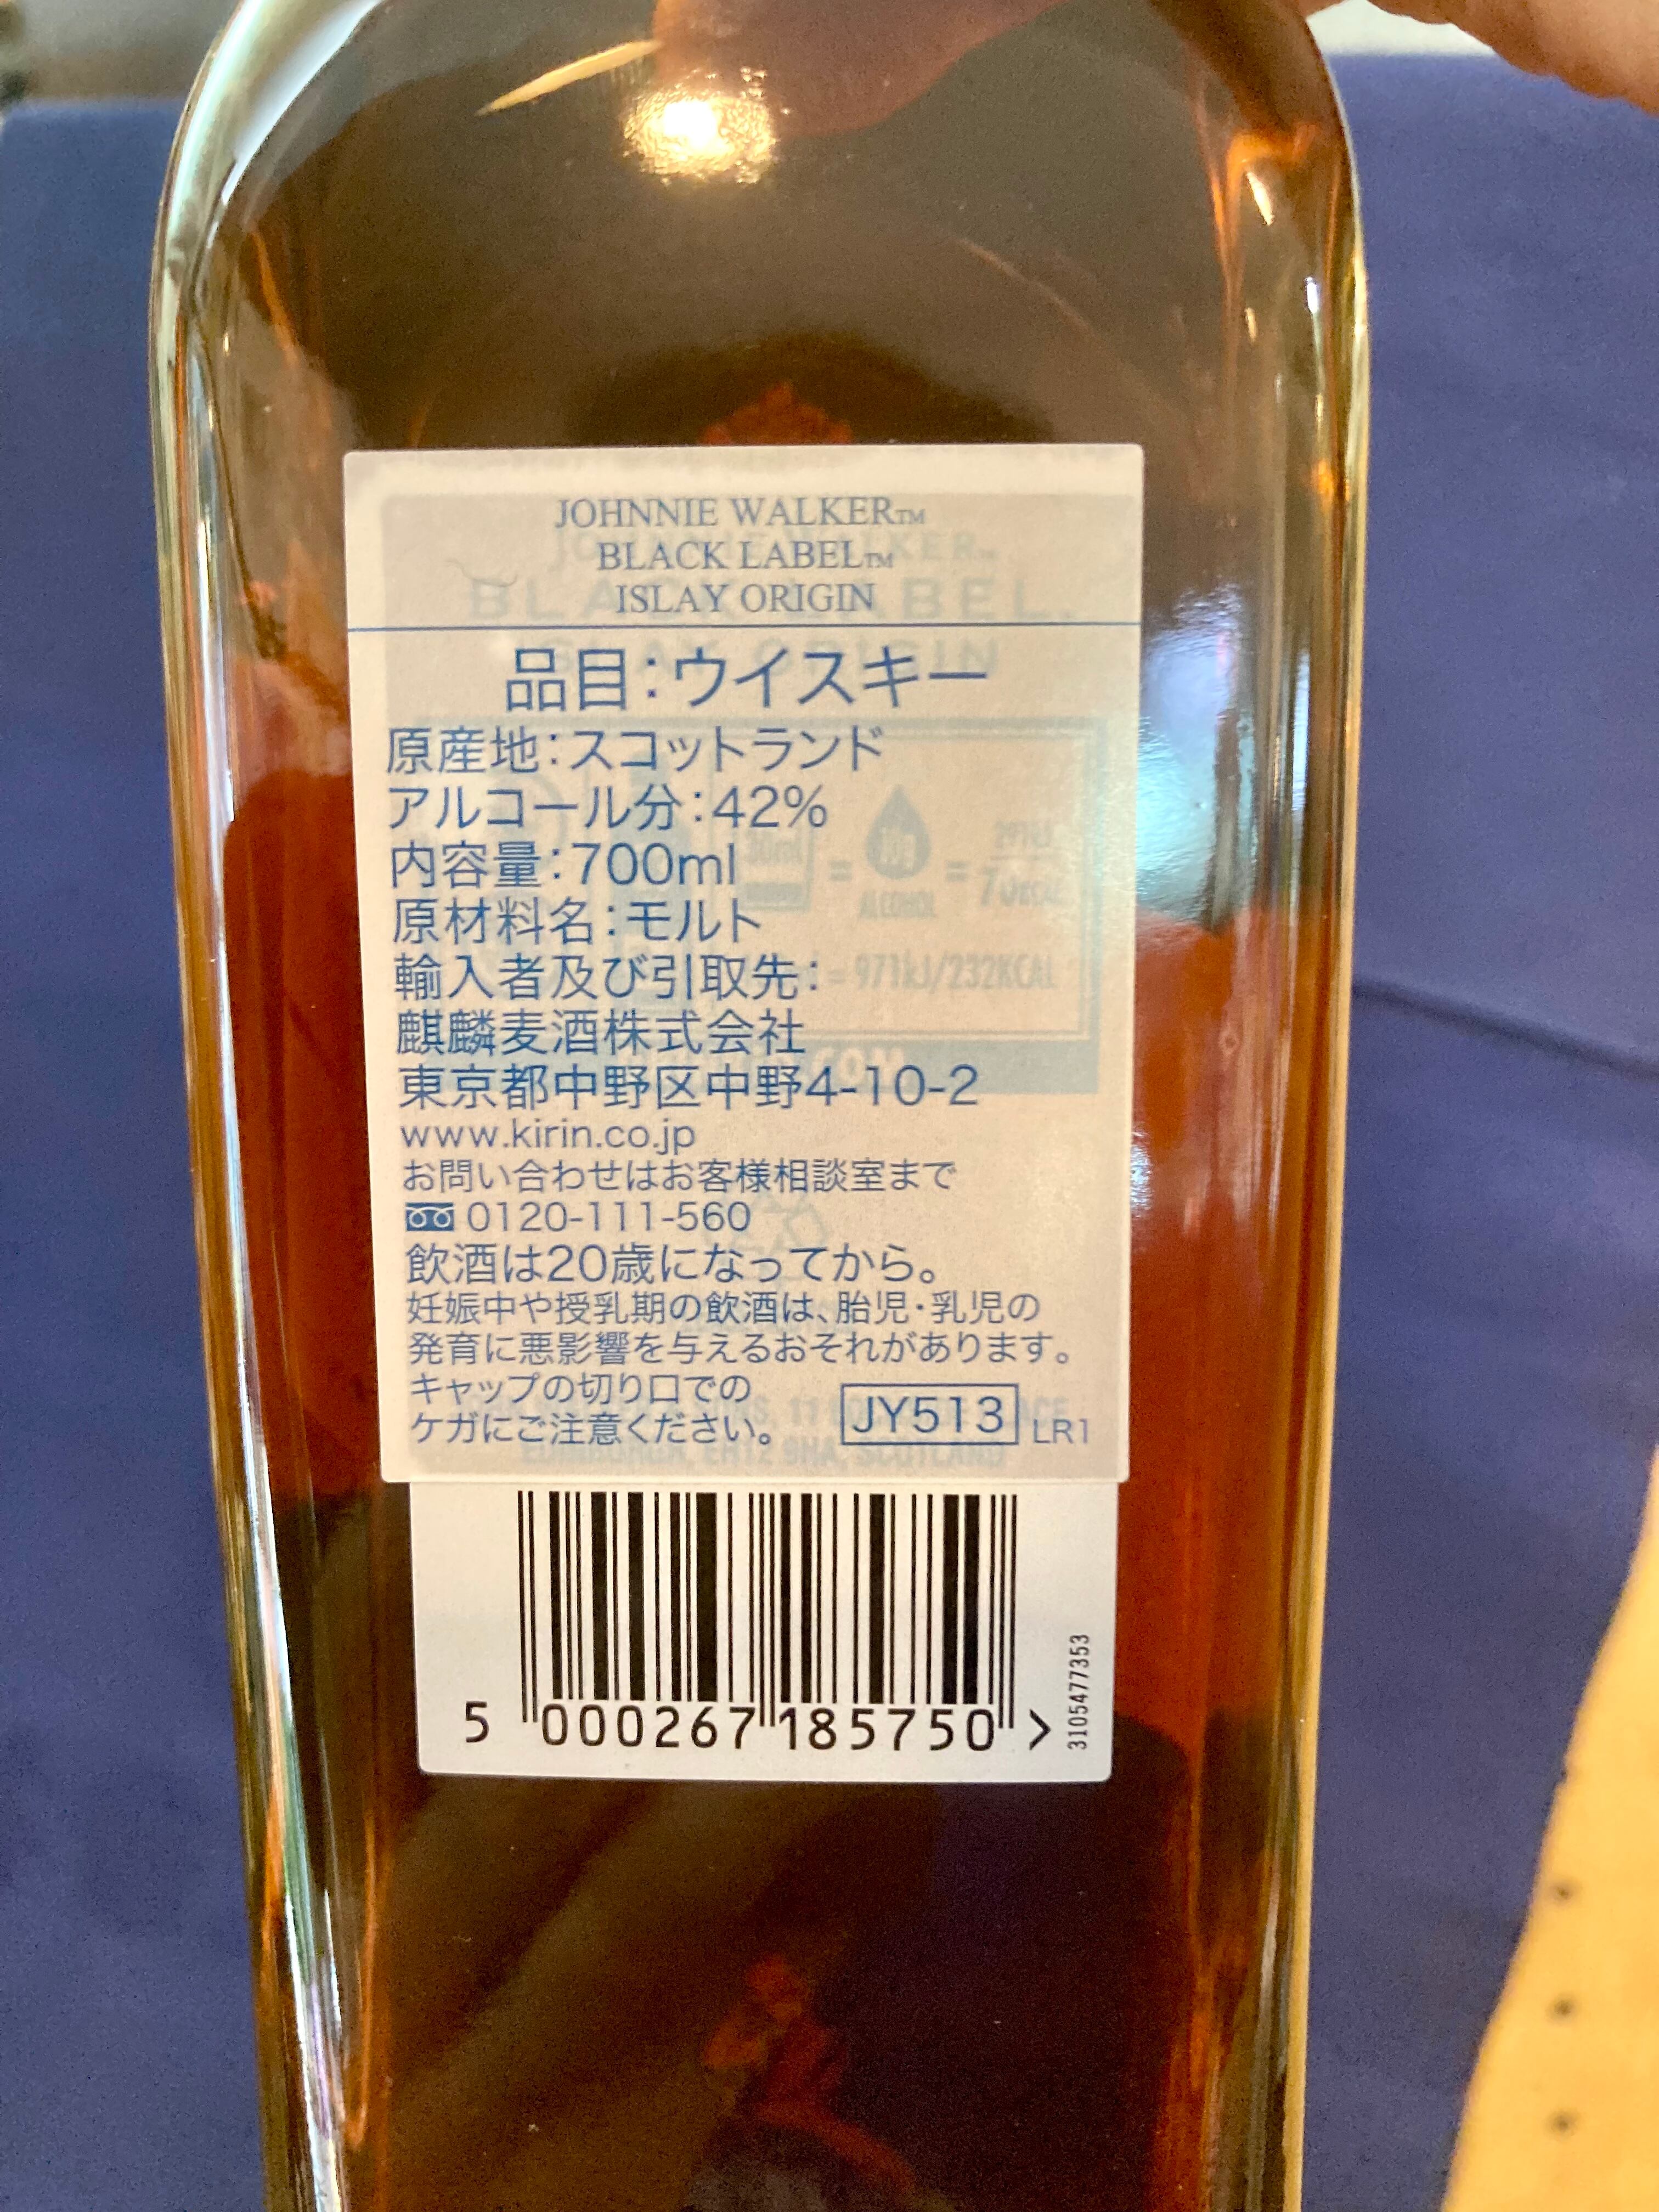 JOHNNIE WALKER™
BLACK LABEL™
ISLAY ORIGIN
品目：ウイスキー
原産地：スコットランド
アルコール分：42%
内容量：700ml
原材料名：モルト
輸入者及び引取先：
麒麟麦酒株式会社
東京都中野区中野4-10-2
www.kirin.co.jp
お問い合わせはお客様相談室まで
0120-111-560
飲酒は20歳になってから。
妊娠中や授乳期の飲酒は、胎児・乳児の
発育に悪影響を与えるおそれがあります。
キャップの切り口での
ケガにご注意ください。 JY513 LR1
= ALCOHOL =
= 971kJ/232KCAL
EDINBURGH, EH12 9HA, SCOTLAND
5 000267 185750 >
310547353